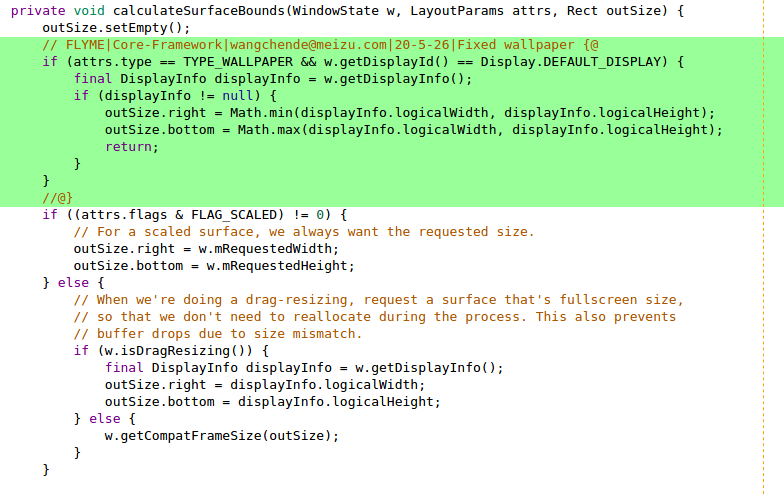 private void calculateSurfaceBounds(WindowState w, LayoutParams attrs, Rect outSize) {
    outSize.setEmpty();
    // FLYME|Core-Framework|wangchende@meizu.com|20-5-26|Fixed wallpaper {@
    if (attrs.type == TYPE_WALLPAPER && w.getDisplayId() == Display.DEFAULT_DISPLAY) {
        final DisplayInfo displayInfo = w.getDisplayInfo();
        if (displayInfo != null) {
            outSize.right = Math.min(displayInfo.logicalWidth, displayInfo.logicalHeight);
            outSize.bottom = Math.max(displayInfo.logicalWidth, displayInfo.logicalHeight);
            return;
        }
    }
    //@}
    if ((attrs.flags & FLAG_SCALED) != 0) {
        // For a scaled surface, we always want the requested size.
        outSize.right = w.mRequestedWidth;
        outSize.bottom = w.mRequestedHeight;
    } else {
        // When we're doing a drag-resizing, request a surface that's fullscreen size,
        // so that we don't need to reallocate during the process. This also prevents
        // buffer drops due to size mismatch.
        if (w.isDragResizing()) {
            final DisplayInfo displayInfo = w.getDisplayInfo();
            outSize.right = displayInfo.logicalWidth;
            outSize.bottom = displayInfo.logicalHeight;
        } else {
            w.getCompatFrameSize(outSize);
        }
    }